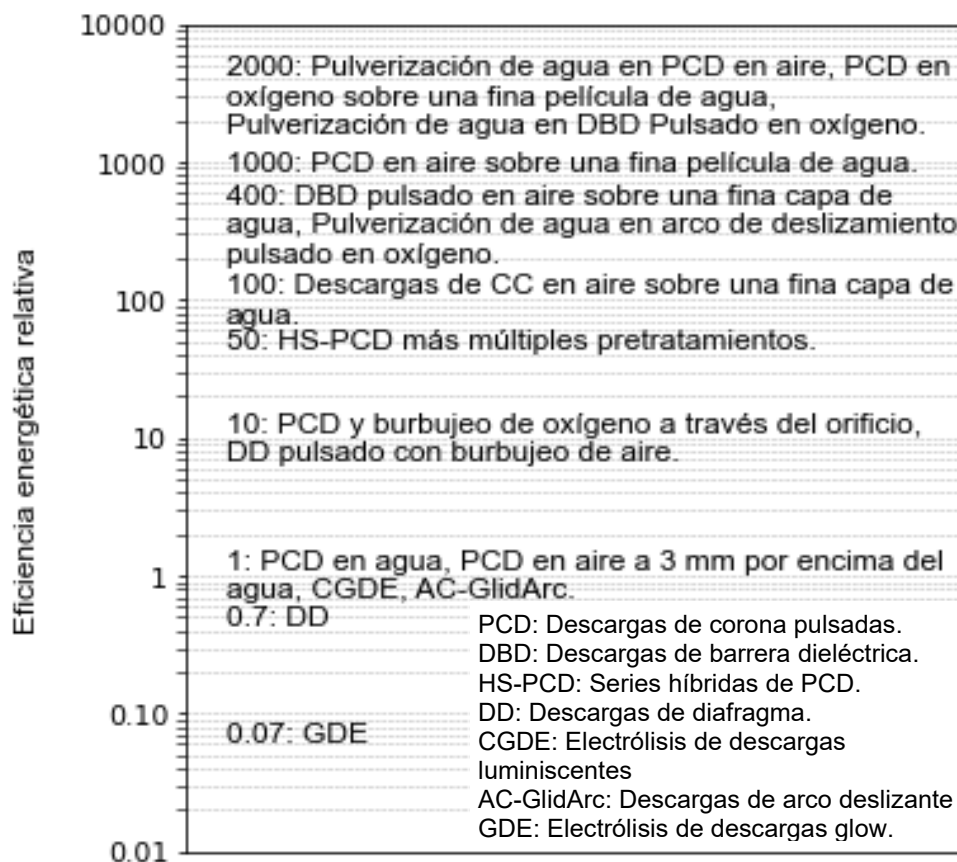 Eficiencia energética relativa
10000
1000
100
10
1
0.10
0.01
2000: Pulverización de agua en PCD en aire, PCD en
oxígeno sobre una fina película de agua,
Pulverización de agua en DBD Pulsado en oxígeno.
1000: PCD en aire sobre una fina película de agua.
400: DBD pulsado en aire sobre una fina capa de
agua, Pulverización de agua en arco de deslizamiento
pulsado en oxígeno.
100: Descargas de CC en aire sobre una fina capa de
agua.
50: HS-PCD más múltiples pretratamientos.
10: PCD y burbujeo de oxígeno a través del orificio,
DD pulsado con burbujeo de aire.
1: PCD en agua, PCD en aire a 3 mm por encima del
agua, CGDE, AC-GlidArc.
0.7: DD
0.07: GDE
PCD: Descargas de corona pulsadas.
DBD: Descargas de barrera dieléctrica.
HS-PCD: Series híbridas de PCD.
DD: Descargas de diafragma.
CGDE: Electrólisis de descargas
luminiscentes
AC-GlidArc: Descargas de arco deslizante
GDE: Electrólisis de descargas glow.